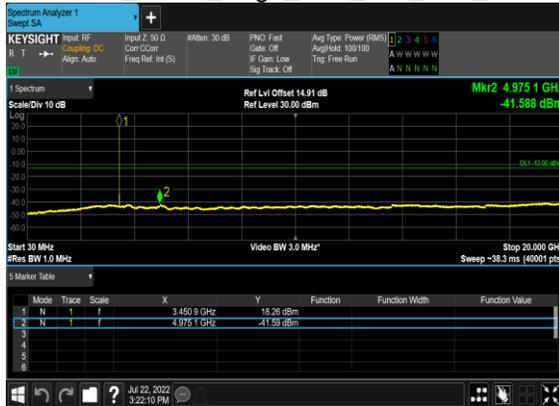 Spectrum Analyzer 1
Swept SA
+
KEYSIGHT Input: RF Input Z: 50 Ω #Atten: 30 dB PNO: Fast Avg Type: Power (RMS) 1 2 3 4 5 6
R T Coupling: DC Corr CCorr Gate: Off Avg|Hold: 100/100 A W W W W W
Align: Auto Freq Ref: Int (S) IF Gain: Low Trig: Free Run
Sig Track: Off A N N N N N
1 Spectrum Ref Lvl Offset 14.91 dB Mkr2 4.975 1 GHz
Scale/Div 10 dB Ref Level 30.00 dBm -41.588 dBm
Log
20.0
10.0
0.00
-10.0
-20.0
-30.0
-40.0
-50.0
-60.0
1
2
DL1 -13.00 dBm
Start 30 MHz Video BW 3.0 MHz* Stop 20.000 GHz
#Res BW 1.0 MHz Sweep ~38.3 ms (40001 pts)
5 Marker Table
Mode Trace Scale X Y Function Function Width Function Value
1 N 1 f 3.450 9 GHz 18.26 dBm
2 N 1 f 4.975 1 GHz -41.59 dBm
3
4
5
6
? Jul 22, 2022
3:22:10 PM